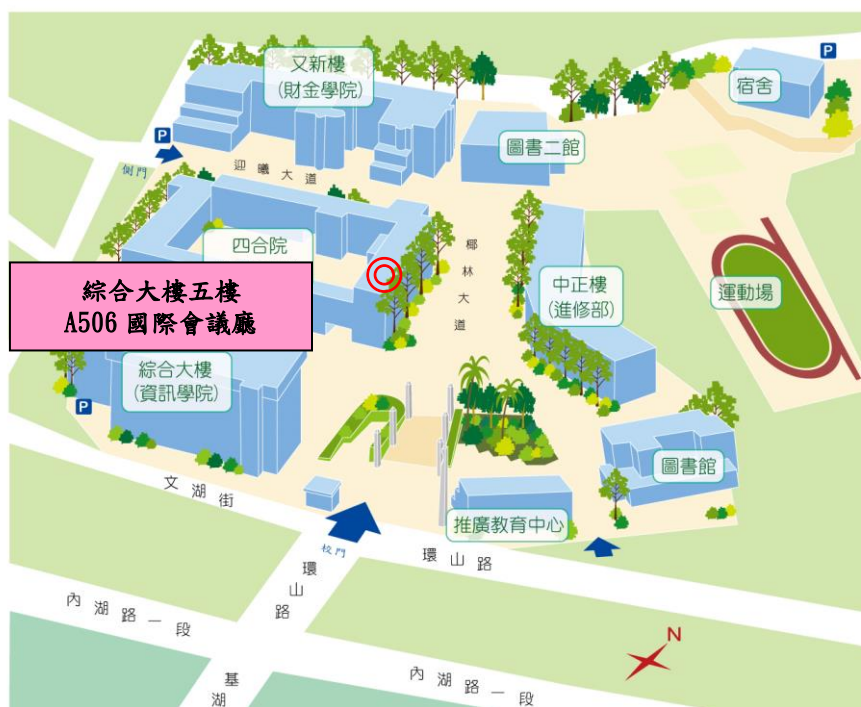 又新樓
(財金學院)
P
宿舍
圖書二館
P
側門
迎曦大道
四合院
椰林大道
中正樓
(進修部)
運動場
綜合大樓五樓
A506 國際會議廳
綜合大樓
(資訊學院)
P
圖書館
文湖街
推廣教育中心
校門
環山路
環山路
內湖路一段
N
基湖
內湖路一段